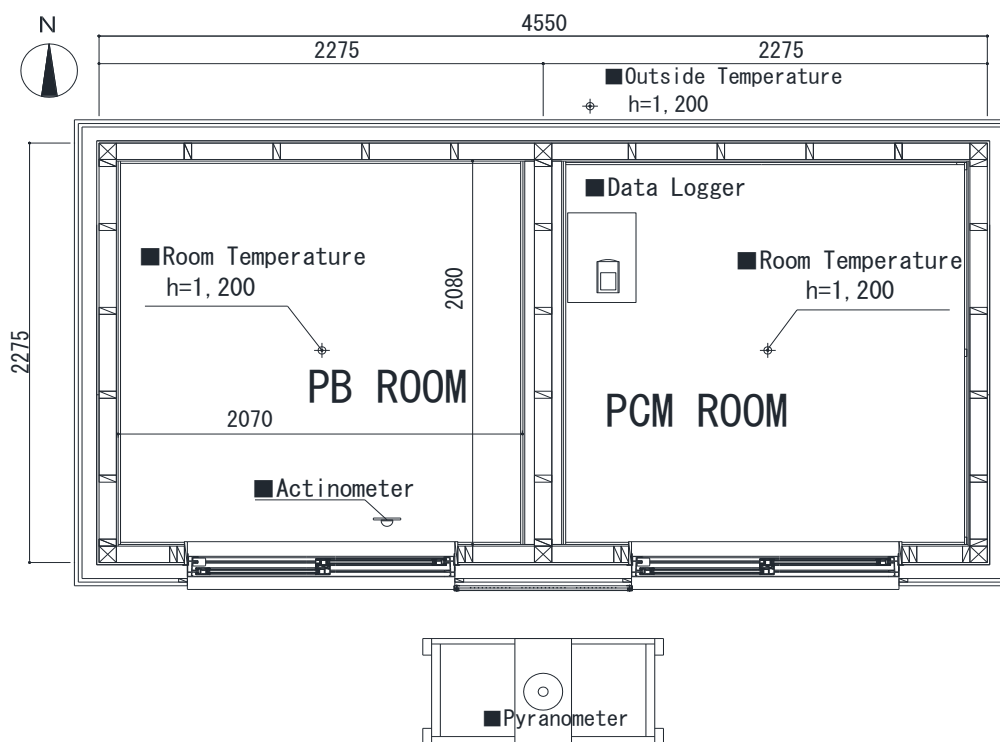 N
4550
2275
2275
■Outside Temperature
h=1,200
■Data Logger
■Room Temperature
h=1,200
■Room Temperature
h=1,200
2080
2275
PB ROOM
PCM ROOM
2070
■Actinometer
■Pyranometer